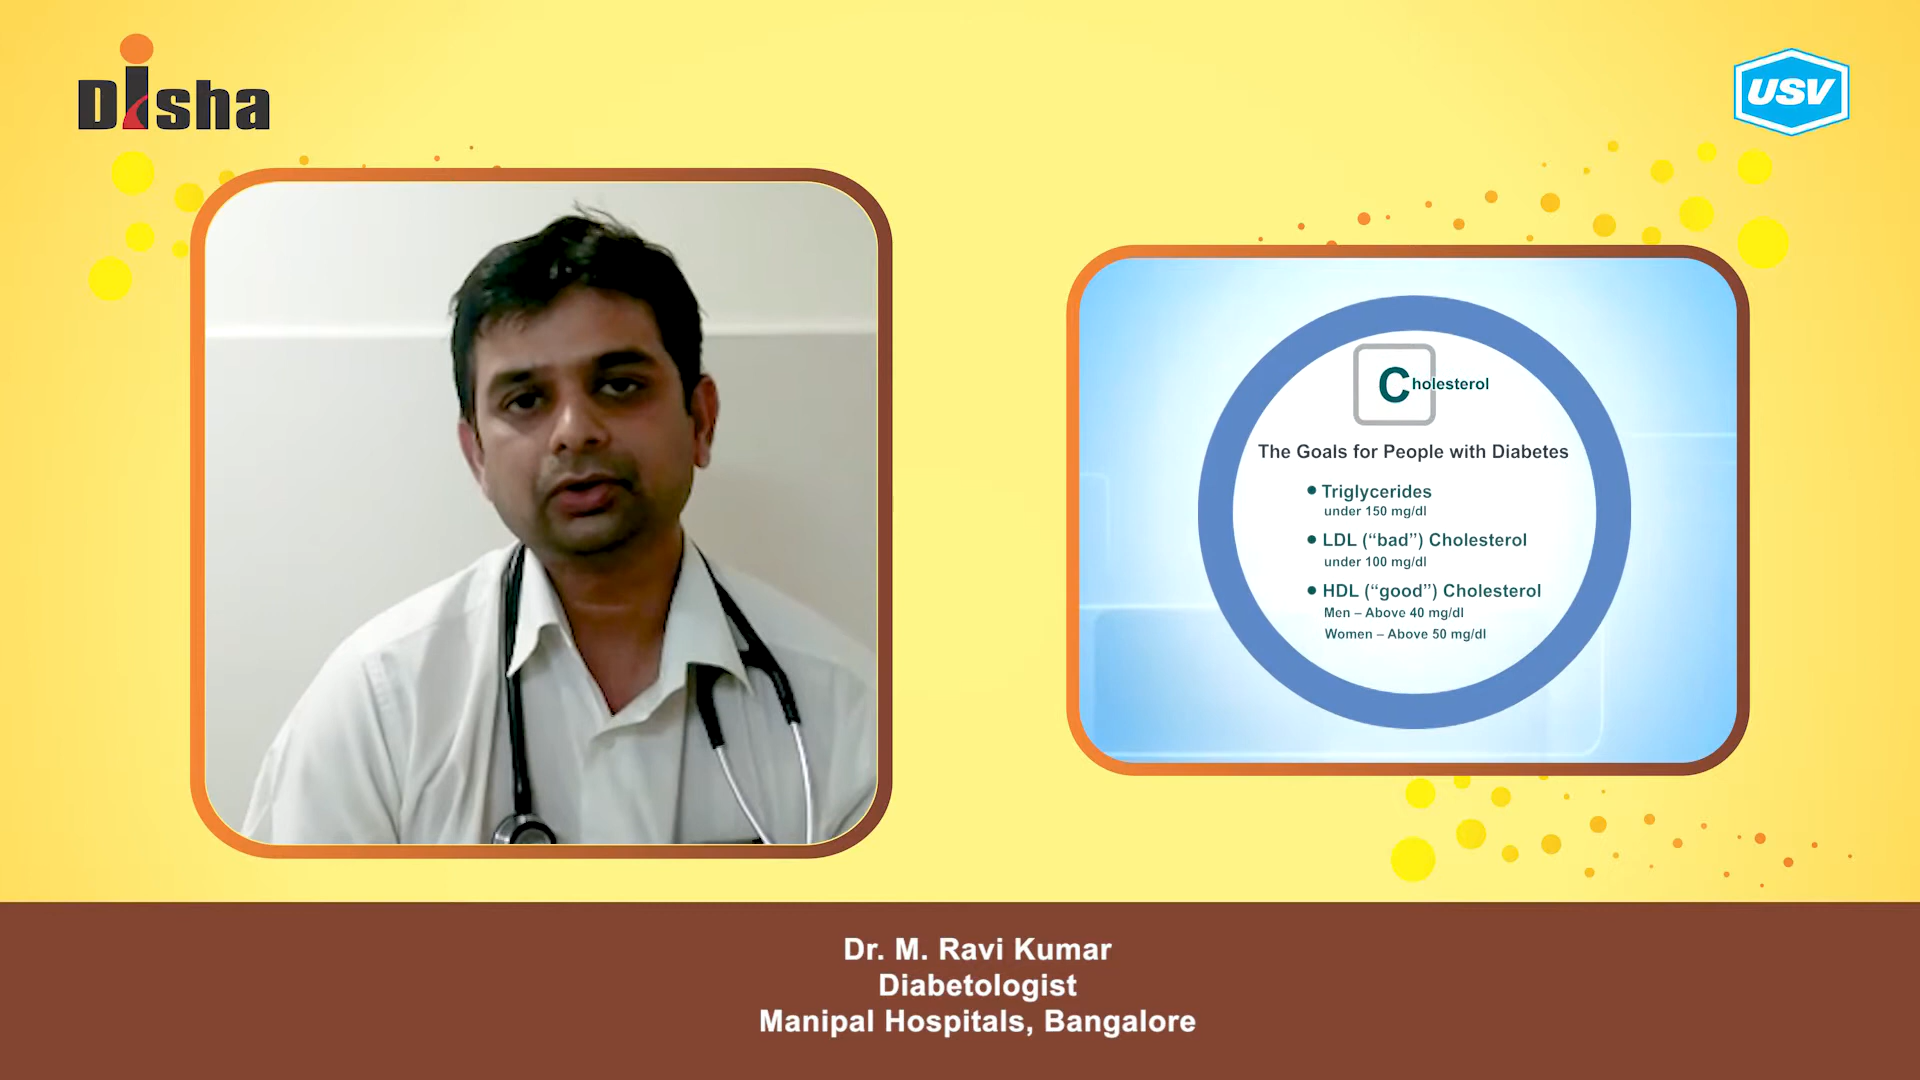 Disha
USV
Cholesterol
The Goals for People with Diabetes
• Triglycerides
under 150 mg/dl
• LDL (“bad”) Cholesterol
under 100 mg/dl
• HDL (“good”) Cholesterol
Men – Above 40 mg/dl
Women – Above 50 mg/dl
Dr. M. Ravi Kumar
Diabetologist
Manipal Hospitals, Bangalore